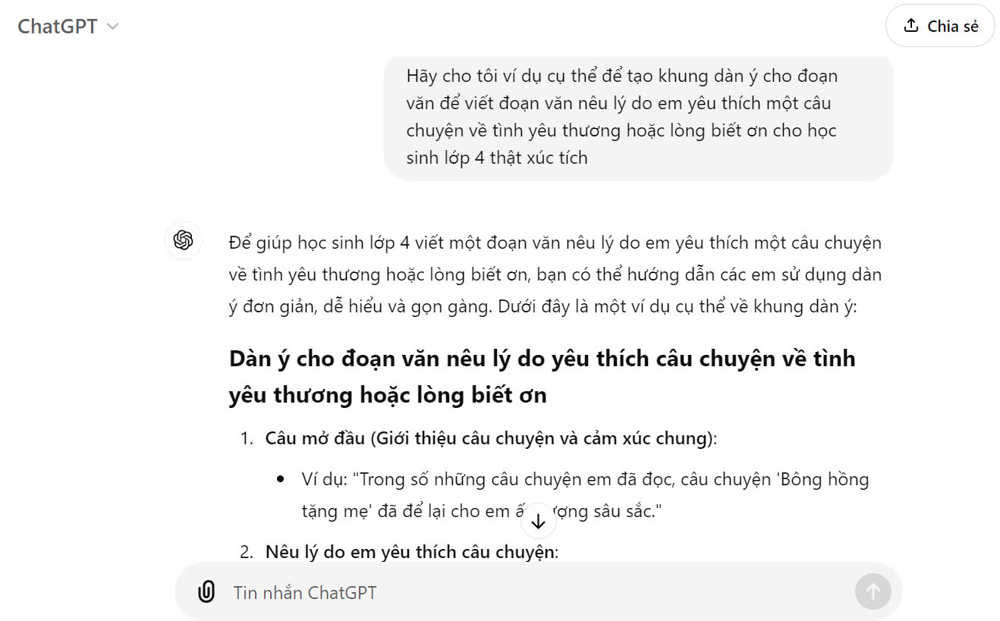 ChatGPT
Chia sẻ
Hãy cho tôi ví dụ cụ thể để tạo khung dàn ý cho đoạn
văn để viết đoạn văn nêu lý do em yêu thích một câu
chuyện về tình yêu thương hoặc lòng biết ơn cho học
sinh lớp 4 thật xúc tích
Để giúp học sinh lớp 4 viết một đoạn văn nêu lý do em yêu thích một câu chuyện
về tình yêu thương hoặc lòng biết ơn, bạn có thể hướng dẫn các em sử dụng dàn
ý đơn giản, dễ hiểu và gọn gàng. Dưới đây là một ví dụ cụ thể về khung dàn ý:
Dàn ý cho đoạn văn nêu lý do yêu thích câu chuyện về tình
yêu thương hoặc lòng biết ơn
1. Câu mở đầu (Giới thiệu câu chuyện và cảm xúc chung):
• Ví dụ: "Trong số những câu chuyện em đã đọc, câu chuyện 'Bông hồng
tặng mẹ' đã để lại cho em sâu sắc."
2. Nêu lý do em yêu thích câu chuyện:
Tin nhắn ChatGPT